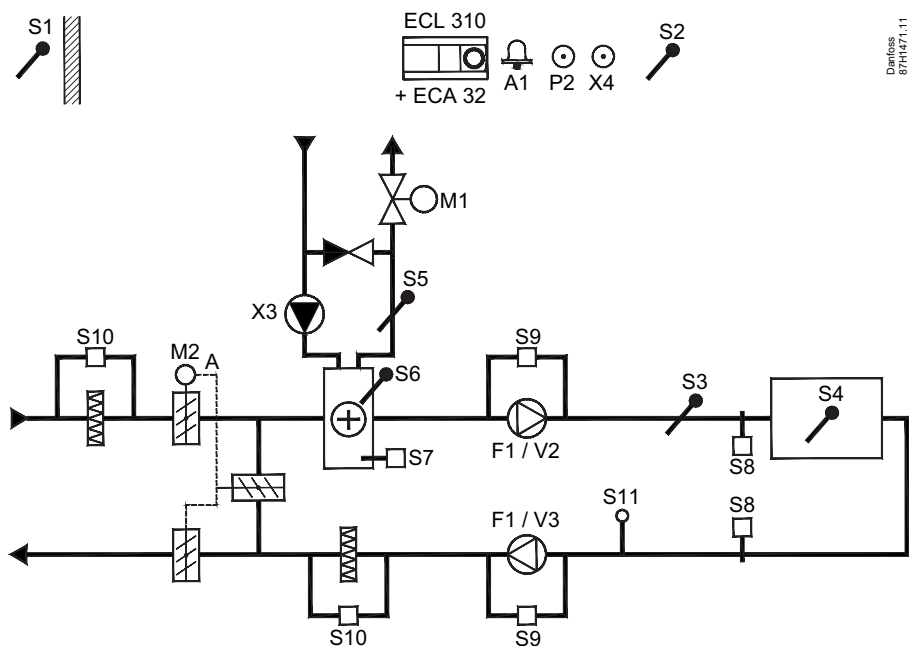 S1
ECL 310
+ ECA 32
A1
P2
X4
S2
Danfoss
87H1471.11
M1
S5
X3
S10
M2
A
S6
S9
S3
S4
S7
F1 / V2
S8
F1 / V3
S11
S8
S10
S9